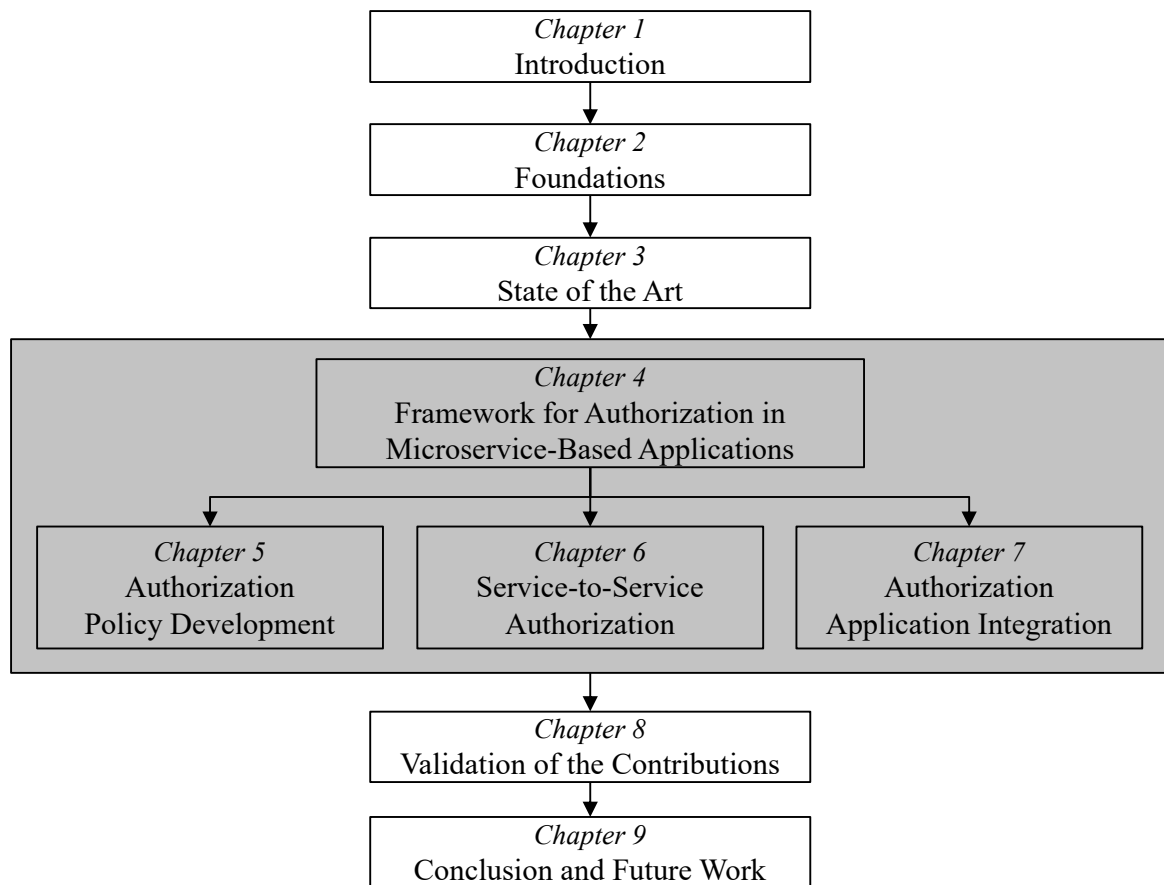 Chapter 1
Introduction
Chapter 2
Foundations
Chapter 3
State of the Art
Chapter 4
Framework for Authorization in
Microservice-Based Applications
Chapter 5
Authorization
Policy Development
Chapter 6
Service-to-Service
Authorization
Chapter 7
Authorization
Application Integration
Chapter 8
Validation of the Contributions
Chapter 9
Conclusion and Future Work